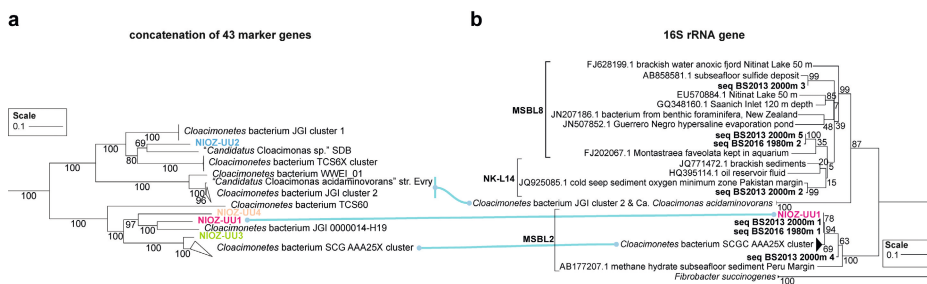 a
concatenation of 43 marker genes
Scale
0.1
Cloacimonetes bacterium JGI cluster 1
100
NIOZ-UU2
69
100
"Candidatus Cloacimonas sp." SDB
80
Cloacimonetes bacterium TCS6X cluster
100
100
Cloacimonetes bacterium WWEI_01
"Candidatus Cloacimonas acidaminovorans" str. Evry
100
Cloacimonetes bacterium JGI cluster 2
100
96
Cloacimonetes bacterium TCS60
NIOZ-UU4
97
NIOZ-UU1
100
Cloacimonetes bacterium JGI 0000014-H19
100
NIOZ-UU3
100
Cloacimonetes bacterium SCG AAA25X cluster
100
b
16S rRNA gene
FJ628199.1 brackish water anoxic fjord Nitinat Lake 50 m
AB858581.1 subseafloor sulfide deposit
99
seq BS2013 2000m 3
99
EU570884.1 Nitinat Lake 50 m
85
MSBL8
GQ348160.1 Saanich Inlet 120 m depth
7
JN207186.1 bacterium from benthic foraminifera, New Zealand
48
39
JN507852.1 Guerrero Negro hypersaline evaporation pond
seq BS2013 2000m 5
100
seq BS2016 1980m 2
35
87
FJ202067.1 Montastraea faveolata kept in aquarium
5
JQ771472.1 brackish sediments
20
NK-L14
HQ395114.1 oil reservoir fluid
JQ925085.1 cold seep sediment oxygen minimum zone Pakistan margin
15
seq BS2013 2000m 2
99
Cloacimonetes bacterium JGI cluster 2 & Ca. Cloacimonas acidaminovorans
100
100
NIOZ-UU1
seq BS2013 2000m 1
78
seq BS2016 1980m 1
94
MSBL2
Cloacimonetes bacterium SCGC AAA25X cluster
63
69
seq BS2013 2000m 4
AB177207.1 methane hydrate subseafloor sediment Peru Margin
100
Fibrobacter succinogenes
100
Scale
0.1